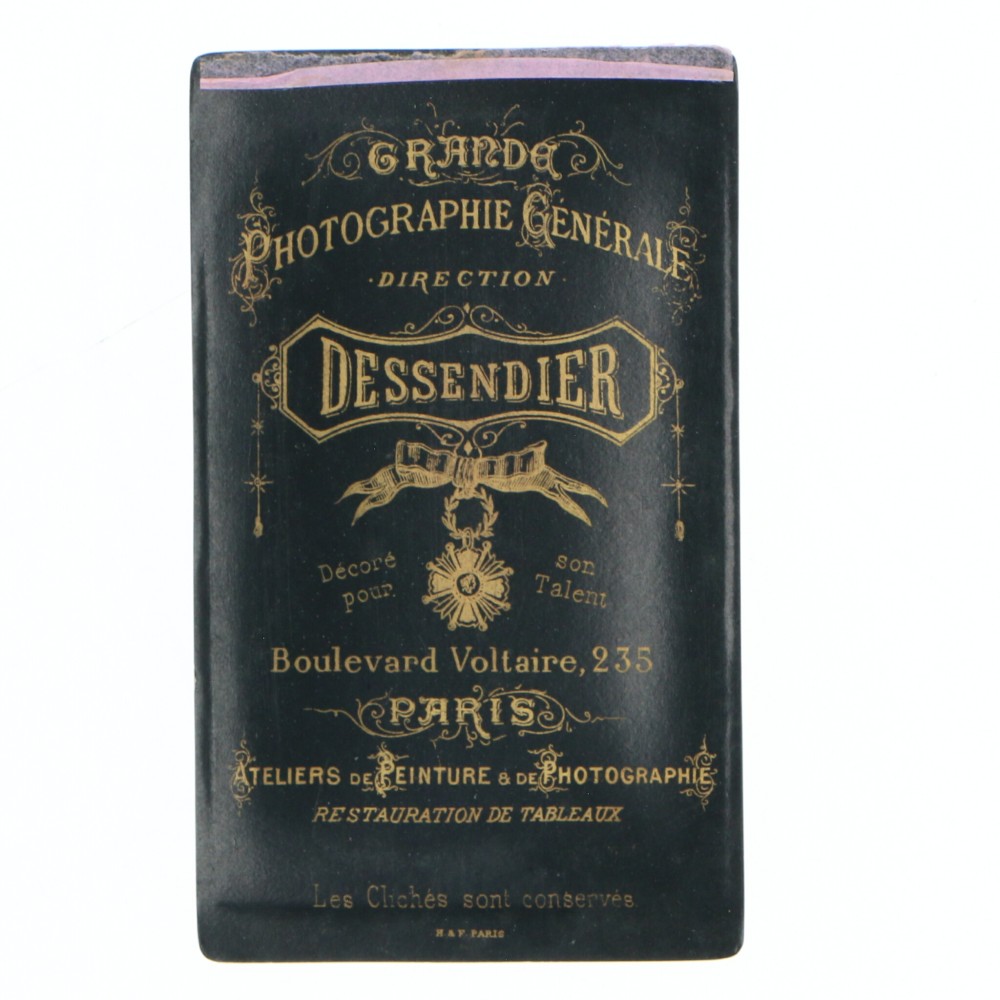 GRANDE
PHOTOGRAPHIE GÉNÉRALE
·DIRECTION·
DESSENDIER
Décoré son
pour Talent
Boulevard Voltaire, 235
PARIS
ATELIERS DE PEINTURE & DE PHOTOGRAPHIE
RESTAURATION DE TABLEAUX
Les Clichés sont conservés.
H & F. PARIS